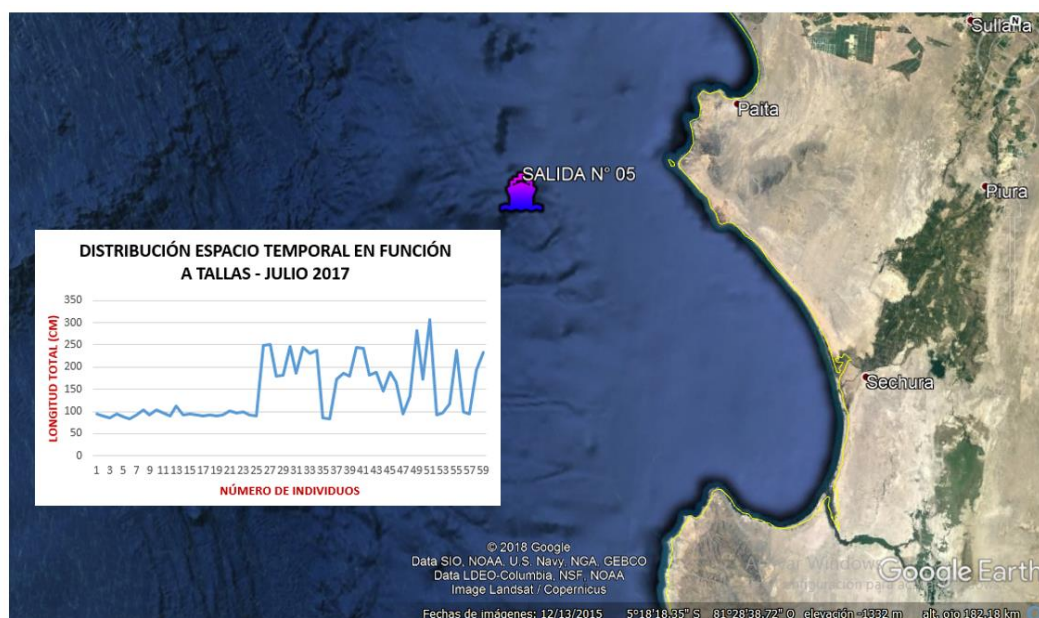 Sullana
N
Paita
SALIDA N° 05
Piura
DISTRIBUCIÓN ESPACIO TEMPORAL EN FUNCIÓN
A TALLAS - JULIO 2017
350
300
250
200
150
100
50
0
LONGITUD TOTAL (CM)
1 3 5 7 9 11 13 15 17 19 21 23 25 27 29 31 33 35 37 39 41 43 45 47 49 51 53 55 57 59
NÚMERO DE INDIVIDUOS
Sechura
© 2018 Google
Data SIO, NOAA, U.S. Navy, NGA, GEBCO
Data LDEO-Columbia, NSF, NOAA
Image Landsat / Copernicus
Windows
Google Earth
Fechas de imágenes: 12/13/2015 5°18'18.35" S 81°28'38.72" O elevación -1332 m alt. ojo 182.18 km